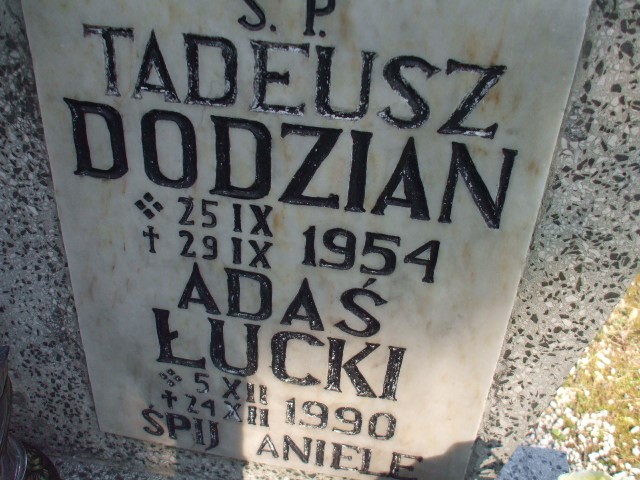 Ś. P.
TADEUSZ
DODZIAN
25 IX
✝ 29 IX 1954
ADAŚ
ŁUCKI
5 XII
✝ 24 XII 1990
ŚPIJ ANIELE